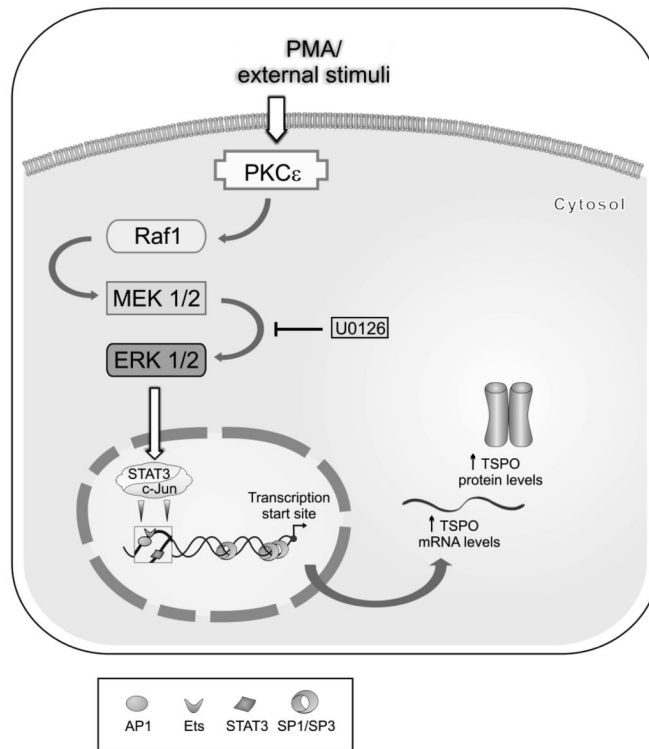 PMA/
external stimuli
PKCε
Cytosol
Raf1
MEK 1/2
U0126
ERK 1/2
STAT3
c-Jun
Transcription
start site
↑ TSPO
protein levels
↑ TSPO
mRNA levels
AP1 Ets STAT3 SP1/SP3